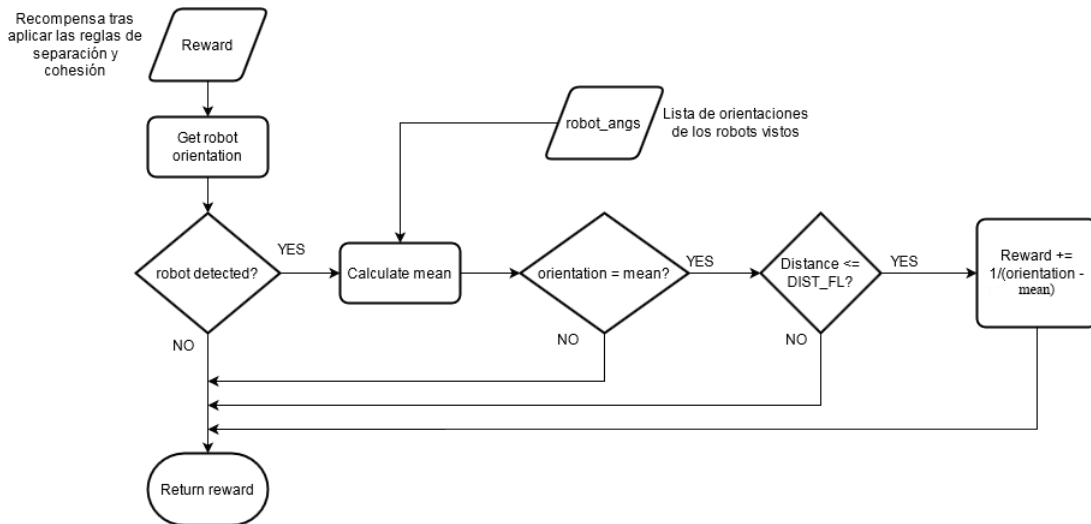 Recompensa tras
aplicar las reglas de
separación y
cohesión
Reward
Get robot
orientation
robot_angs
Lista de orientaciones
de los robots vistos
robot detected?
YES
NO
Calculate mean
orientation = mean?
YES
NO
Distance <=
DIST_FL?
YES
NO
Reward +=
1/(orientation -
mean)
Return reward